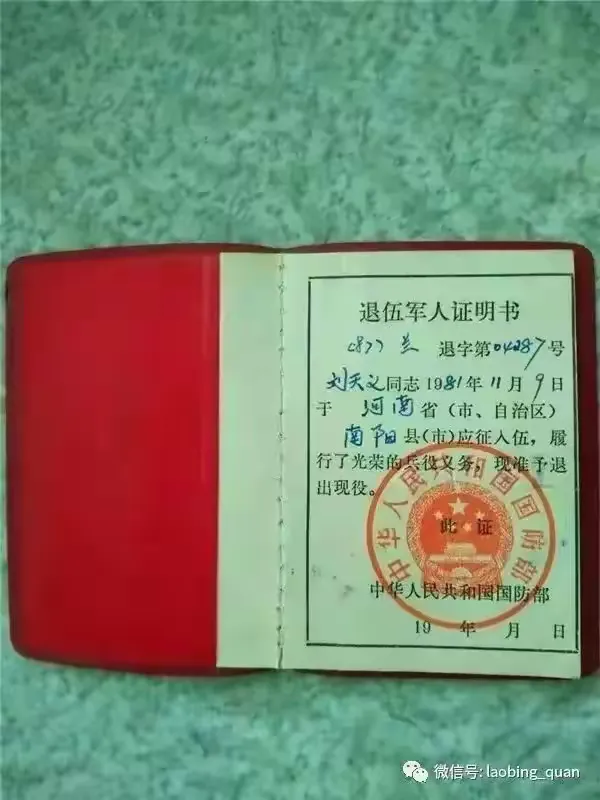 退伍军人证明书
退字第04287号
刘天义同志1981年11月9日
于 河南省(市、自治区)
南阳县(市)应征入伍,履
行了光荣的兵役义务,现准予退
出现役。
此证
中华人民共和国国防部
中华人民共和国国防部
19 年 月 日
微信号: laobing_quan